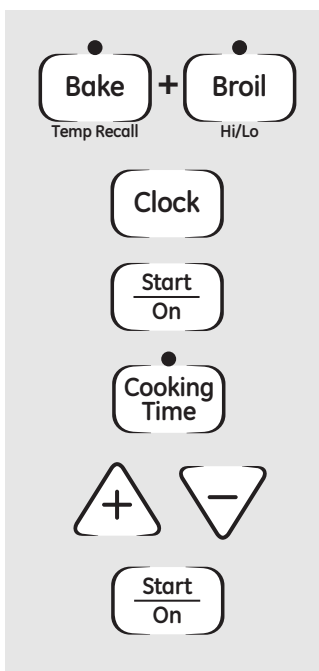 Bake + Broil
Temp Recall Hi/Lo
Clock
Start
On
Cooking
Time
+ −
Start
On